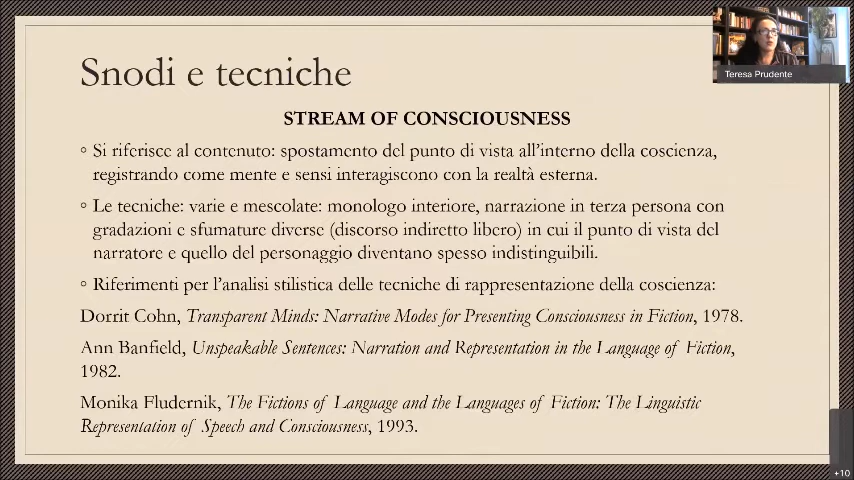 Teresa Prudente
Snodi e tecniche
STREAM OF CONSCIOUSNESS
◦ Si riferisce al contenuto: spostamento del punto di vista all’interno della coscienza,
registrando come mente e sensi interagiscono con la realtà esterna.
◦ Le tecniche: varie e mescolate: monologo interiore, narrazione in terza persona con
gradazioni e sfumature diverse (discorso indiretto libero) in cui il punto di vista del
narratore e quello del personaggio diventano spesso indistinguibili.
◦ Riferimenti per l’analisi stilistica delle tecniche di rappresentazione della coscienza:
Dorrit Cohn, Transparent Minds: Narrative Modes for Presenting Consciousness in Fiction, 1978.
Ann Banfield, Unspeakable Sentences: Narration and Representation in the Language of Fiction,
1982.
Monika Fludernik, The Fictions of Language and the Languages of Fiction: The Linguistic
Representation of Speech and Consciousness, 1993.
+10